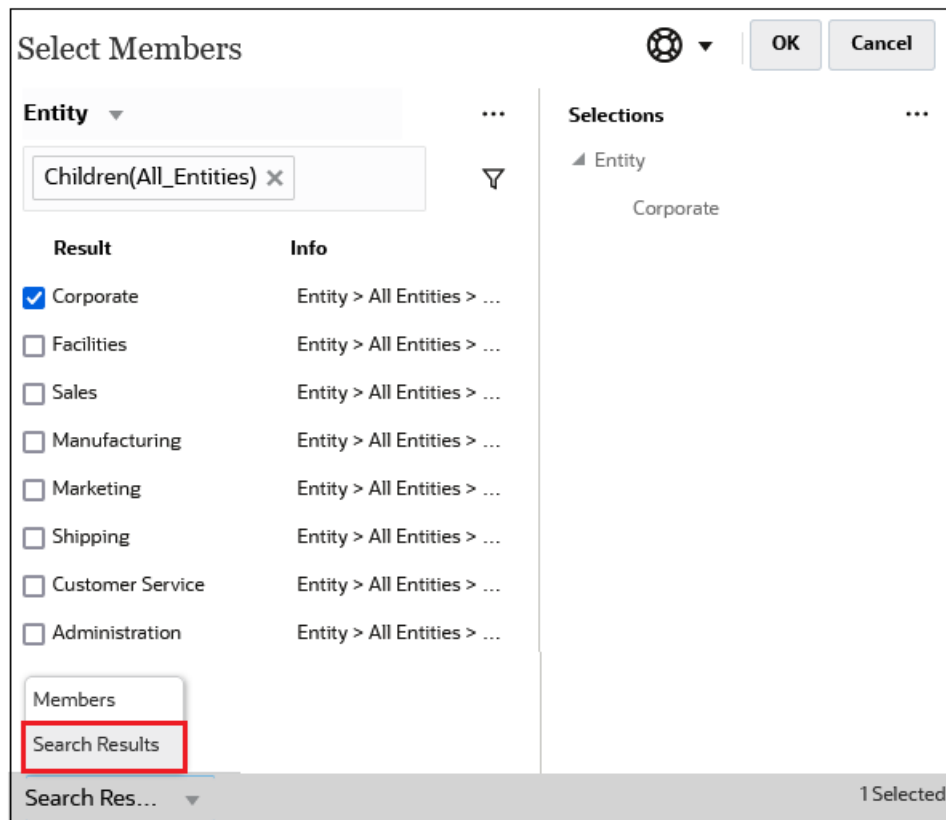 Select Members
OK
Cancel
Entity
...
Selections
...
Children(All_Entities) ×
Entity
Corporate
Result Info
Corporate Entity > All Entities > ...
Facilities Entity > All Entities > ...
Sales Entity > All Entities > ...
Manufacturing Entity > All Entities > ...
Marketing Entity > All Entities > ...
Shipping Entity > All Entities > ...
Customer Service Entity > All Entities > ...
Administration Entity > All Entities > ...
Members
Search Results
Search Res...
1 Selected